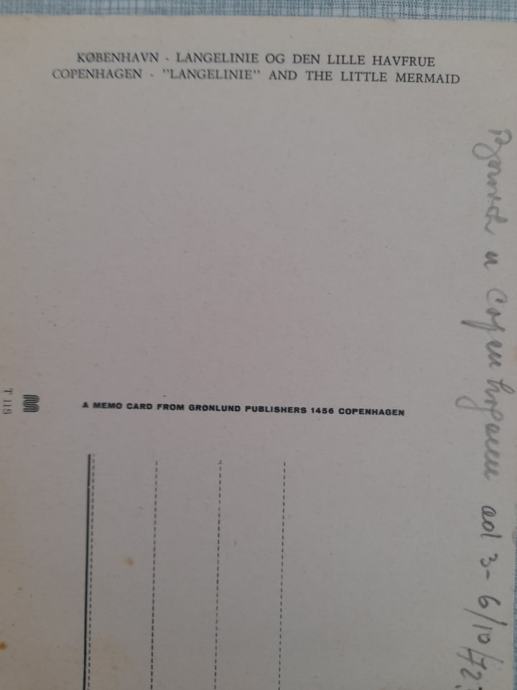 KØBENHAVN - LANGELINIE OG DEN LILLE HAVFRUE
COPENHAGEN - "LANGELINIE" AND THE LITTLE MERMAID
A MEMO CARD FROM GRØNLUND PUBLISHERS 1456 COPENHAGEN
T 115
3-6/10/72.